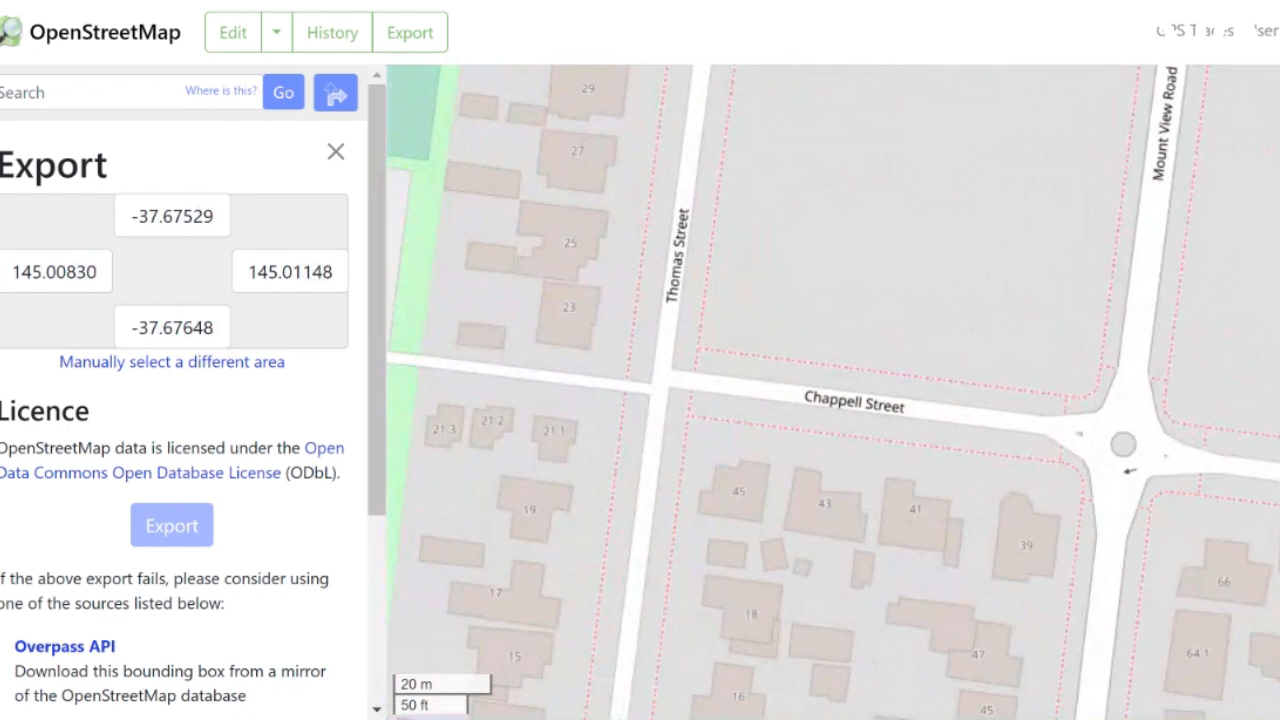 OpenStreetMap
Edit
History
Export
Search
Where is this?
Go
Export
-37.67529
145.00830
145.01148
-37.67648
Manually select a different area
Licence
OpenStreetMap data is licensed under the Open
Data Commons Open Database License (ODbL).
Export
If the above export fails, please consider using
one of the sources listed below:
Overpass API
Download this bounding box from a mirror
of the OpenStreetMap database
29
27
25
23
Thomas Street
Mount View Road
Chappell Street
21 3
21 2
21 1
19
17
15
45
43
41
39
18
47
16
45
66
64 1
20 m
50 ft